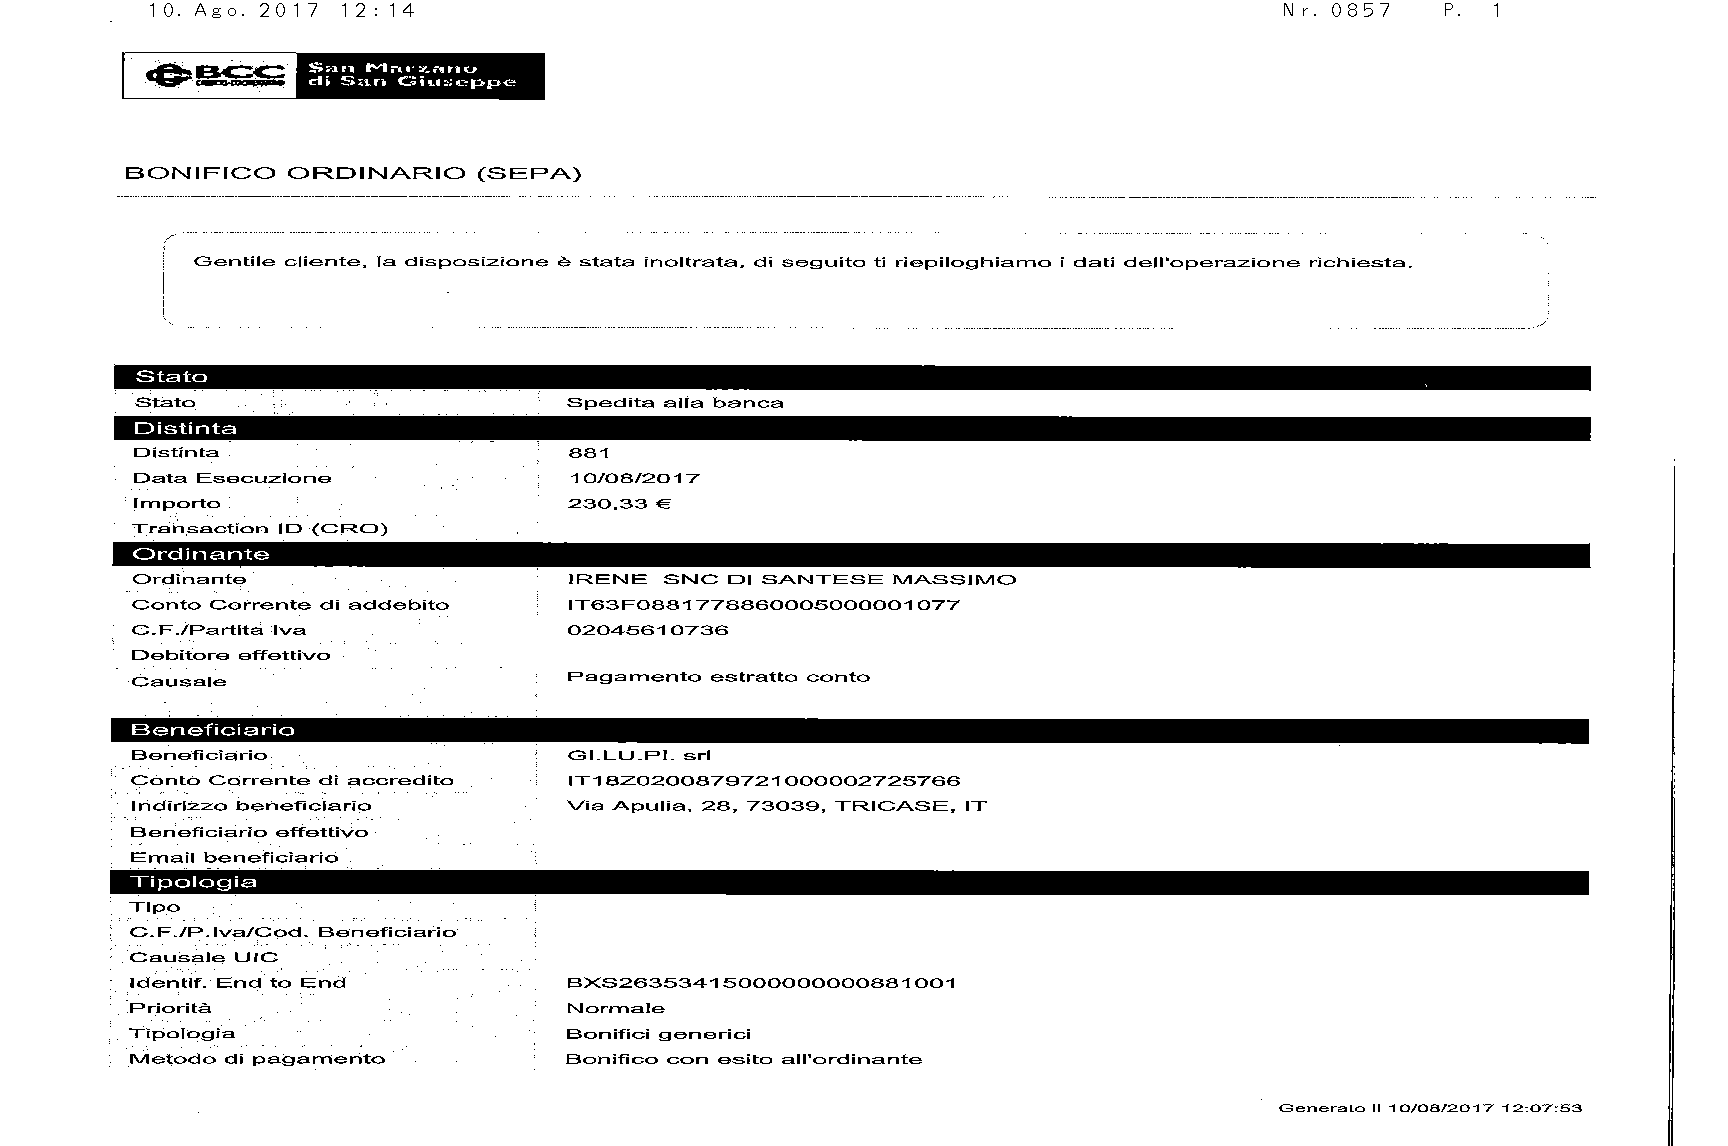 10. Ago. 2017 12:14 Nr. 0857 P. 1
BCC San Marzano
di San Giuseppe
BONIFICO ORDINARIO (SEPA)
Gentile cliente, la disposizione è stata inoltrata, di seguito ti riepiloghiamo i dati dell'operazione richiesta.
Stato
Stato Spedita alla banca
Distinta
Distinta 881
Data Esecuzione 10/08/2017
Importo 230,33 €
Transaction ID (CRO)
Ordinante
Ordinante IRENE SNC DI SANTESE MASSIMO
Conto Corrente di addebito IT63F0881778860005000001077
C.F./Partita Iva 02045610736
Debitore effettivo
Causale Pagamento estratto conto
Beneficiario
Beneficiario GI.LU.PI. srl
Conto Corrente di accredito IT18Z0200879721000002725766
Indirizzo beneficiario Via Apulia, 28, 73039, TRICASE, IT
Beneficiario effettivo
Email beneficiario
Tipologia
Tipo
C.F./P.Iva/Cod. Beneficiario
Causale UIC
Identif. End to End BXS26353415000000000881001
Priorità Normale
Tipologia Bonifici generici
Metodo di pagamento Bonifico con esito all'ordinante
Generato Il 10/08/2017 12:07:53